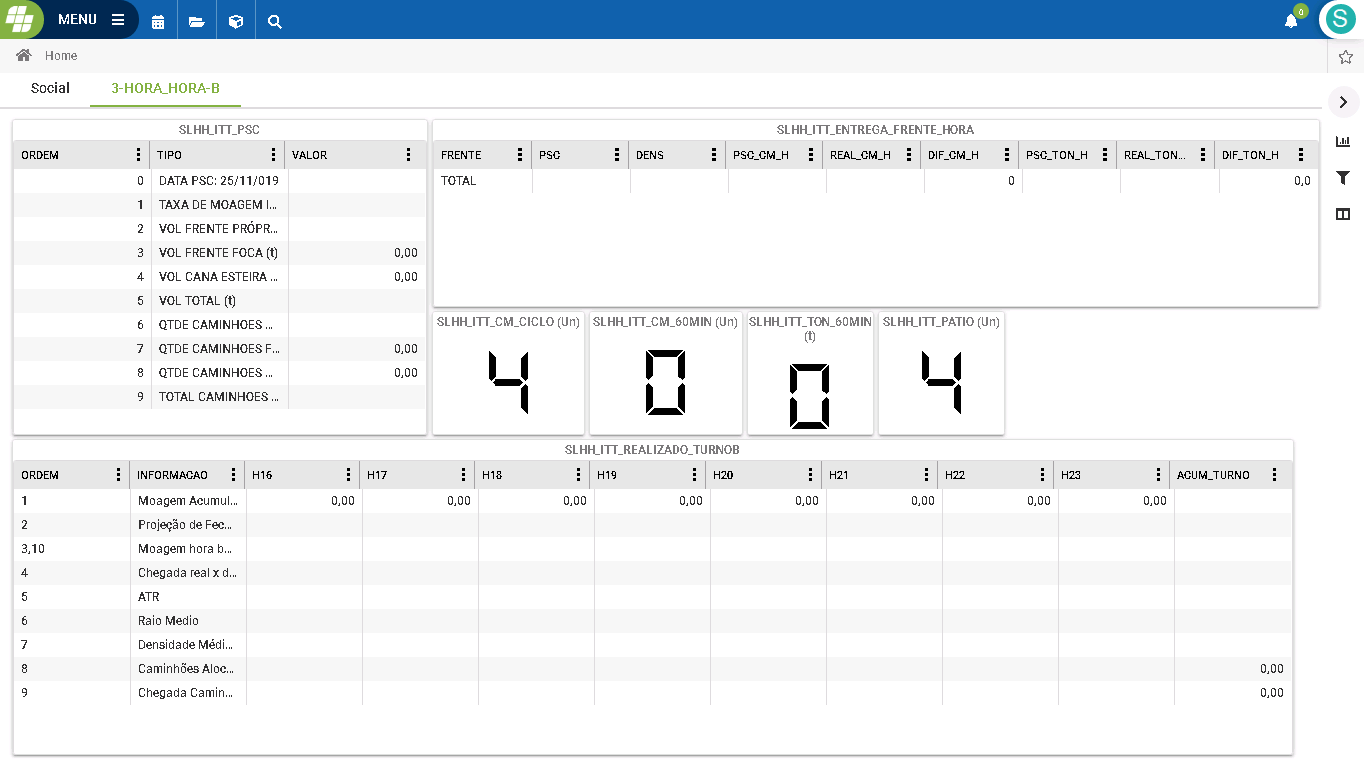 MENU
0
S
Home
Social 3-HORA_HORA-B
SLHH_ITT_PSC
ORDEM TIPO VALOR
0 DATA PSC: 25/11/019
1 TAXA DE MOAGEM I...
2 VOL FRENTE PRÓPR...
3 VOL FRENTE FOCA (t) 0,00
4 VOL CANA ESTEIRA ... 0,00
5 VOL TOTAL (t)
6 QTDE CAMINHOES ...
7 QTDE CAMINHOES F... 0,00
8 QTDE CAMINHOES ... 0,00
9 TOTAL CAMINHOES ...
SLHH_ITT_ENTREGA_FRENTE_HORA
FRENTE PSC DENS PSC_CM_H REAL_CM_H DIF_CM_H PSC_TON_H REAL_TON... DIF_TON_H
TOTAL 0 0,0
SLHH_ITT_CM_CICLO (Un)
4
SLHH_ITT_CM_60MIN (Un)
0
SLHH_ITT_TON_60MIN
(t)
0
SLHH_ITT_PATIO (Un)
4
SLHH_ITT_REALIZADO_TURNOB
ORDEM INFORMACAO H16 H17 H18 H19 H20 H21 H22 H23 ACUM_TURNO
1 Moagem Acumul... 0,00 0,00 0,00 0,00 0,00 0,00 0,00 0,00
2 Projeção de Fec...
3,10 Moagem hora b...
4 Chegada real x d...
5 ATR
6 Raio Medio
7 Densidade Médi...
8 Caminhões Aloc... 0,00
9 Chegada Camin... 0,00